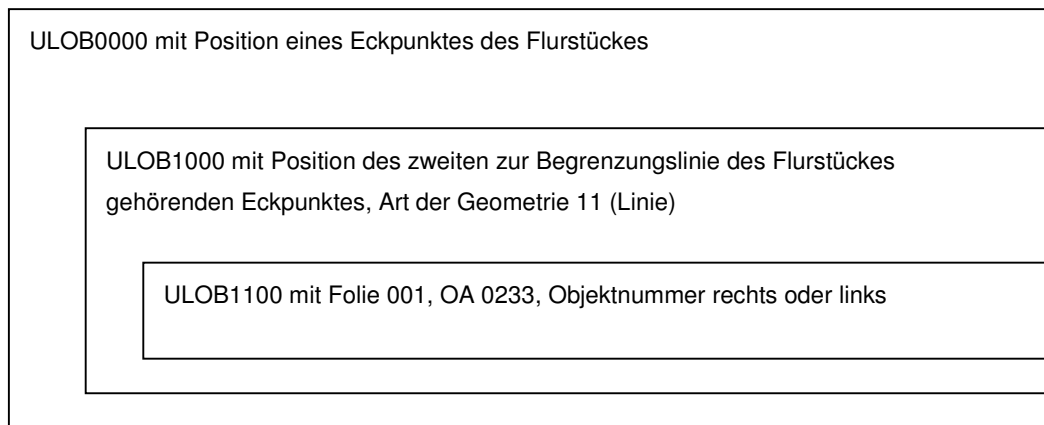 ULOB0000 mit Position eines Eckpunktes des Flurstückes
ULOB1000 mit Position des zweiten zur Begrenzungslinie des Flurstückes
gehörenden Eckpunktes, Art der Geometrie 11 (Linie)
ULOB1100 mit Folie 001, OA 0233, Objektnummer rechts oder links